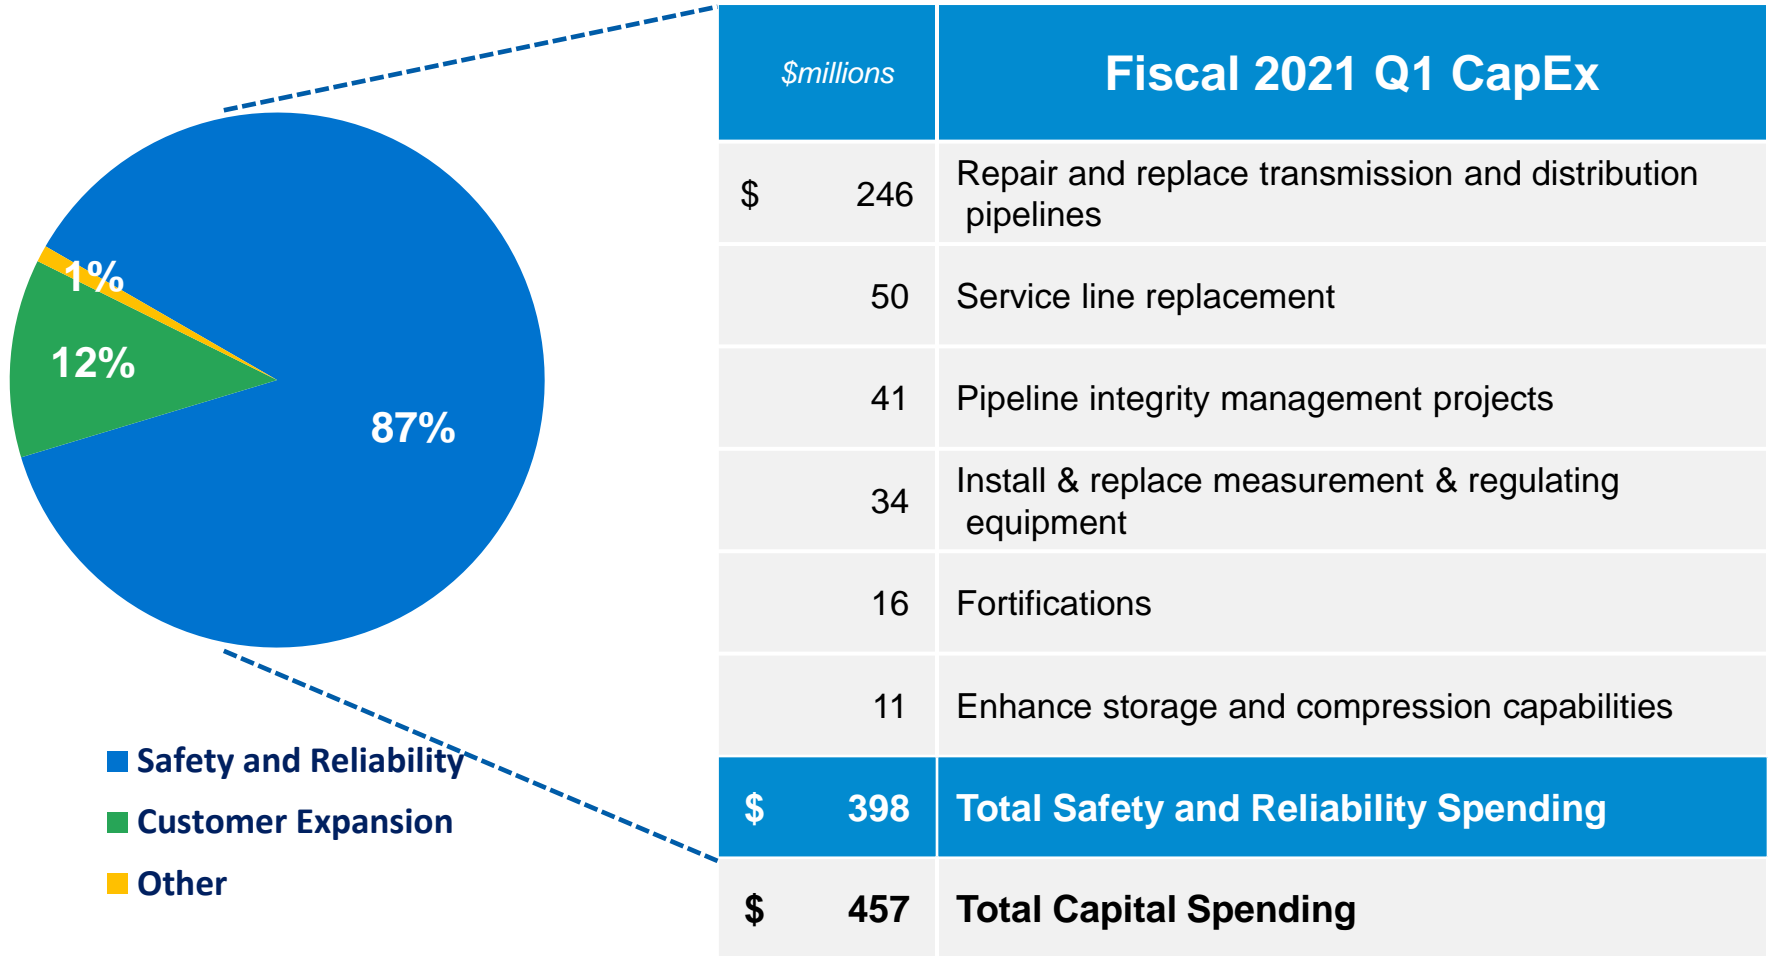 1%
12%
87%
Safety and Reliability
Customer Expansion
Other
$millions Fiscal 2021 Q1 CapEx
$ 246 Repair and replace transmission and distribution
pipelines
50 Service line replacement
41 Pipeline integrity management projects
34 Install & replace measurement & regulating
equipment
16 Fortifications
11 Enhance storage and compression capabilities
$ 398 Total Safety and Reliability Spending
$ 457 Total Capital Spending